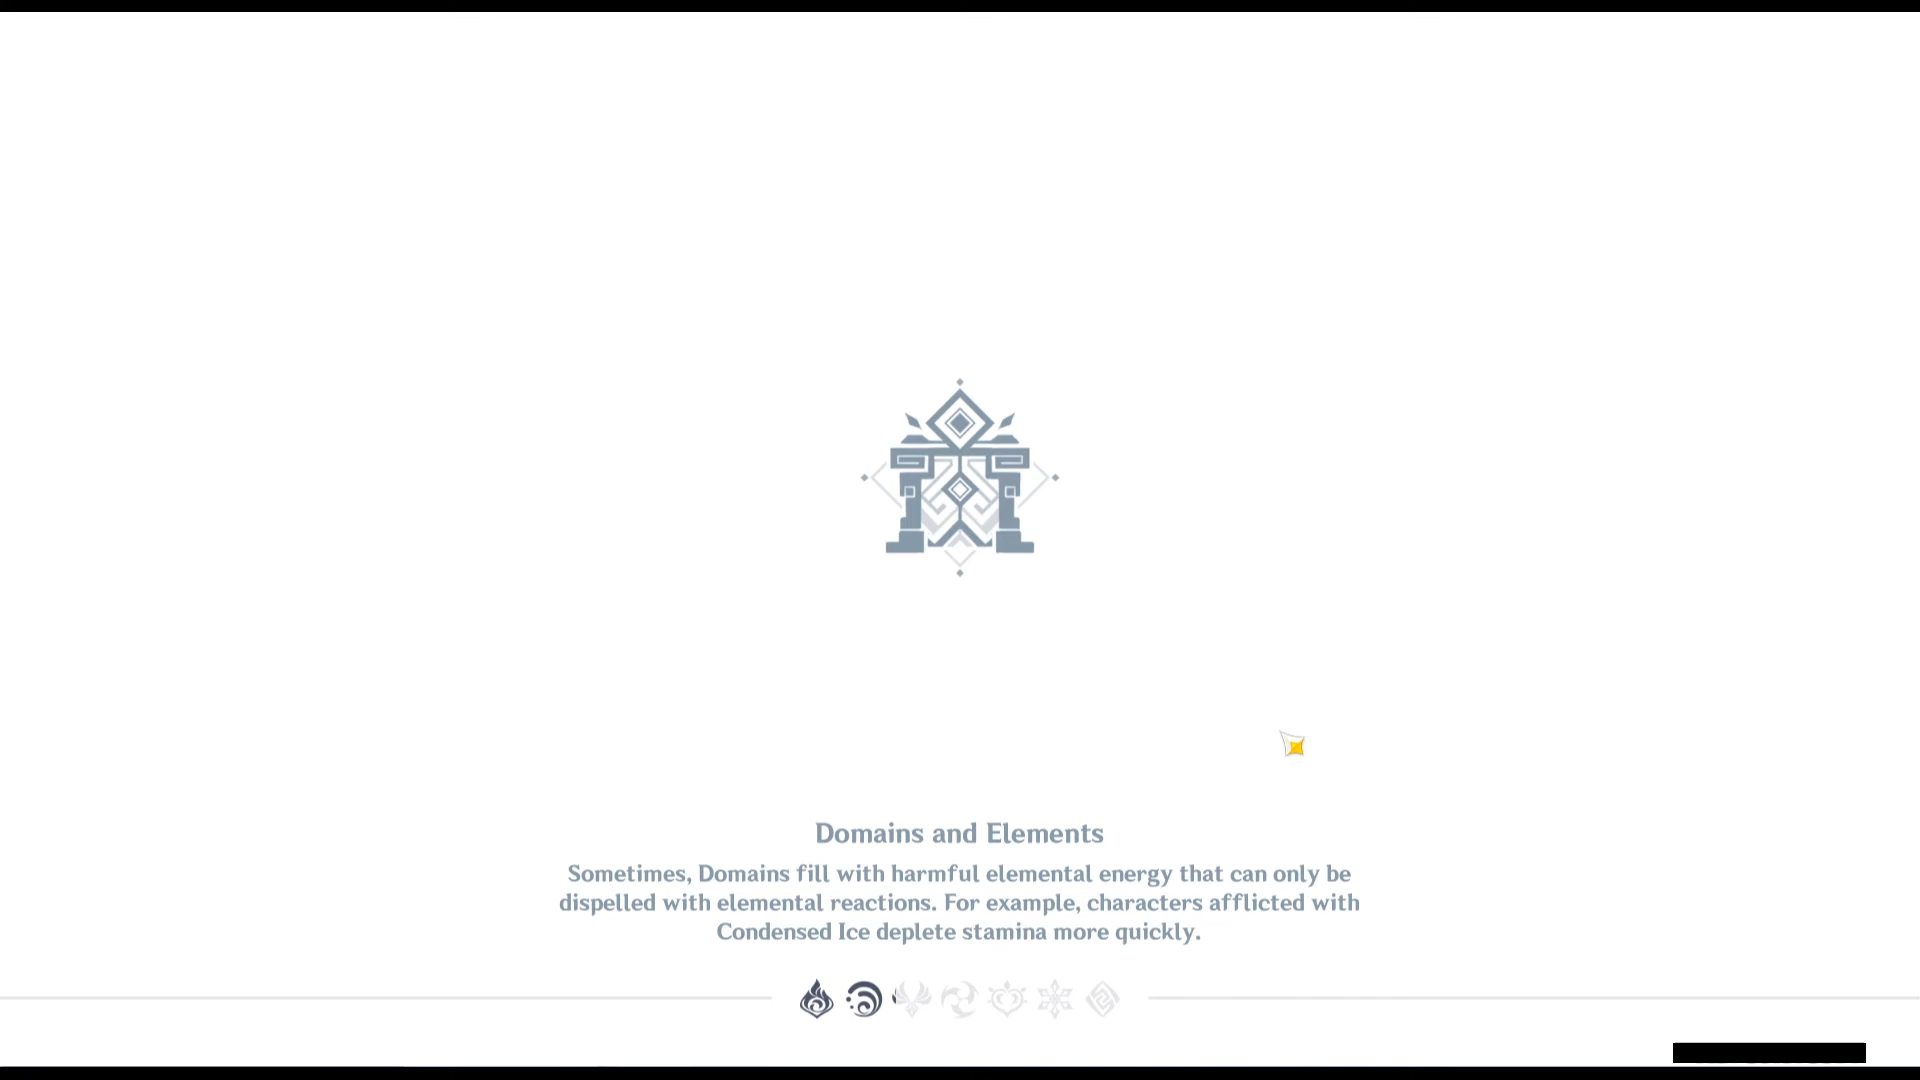 Domains and Elements
Sometimes, Domains fill with harmful elemental energy that can only be
dispelled with elemental reactions. For example, characters afflicted with
Condensed Ice deplete stamina more quickly.